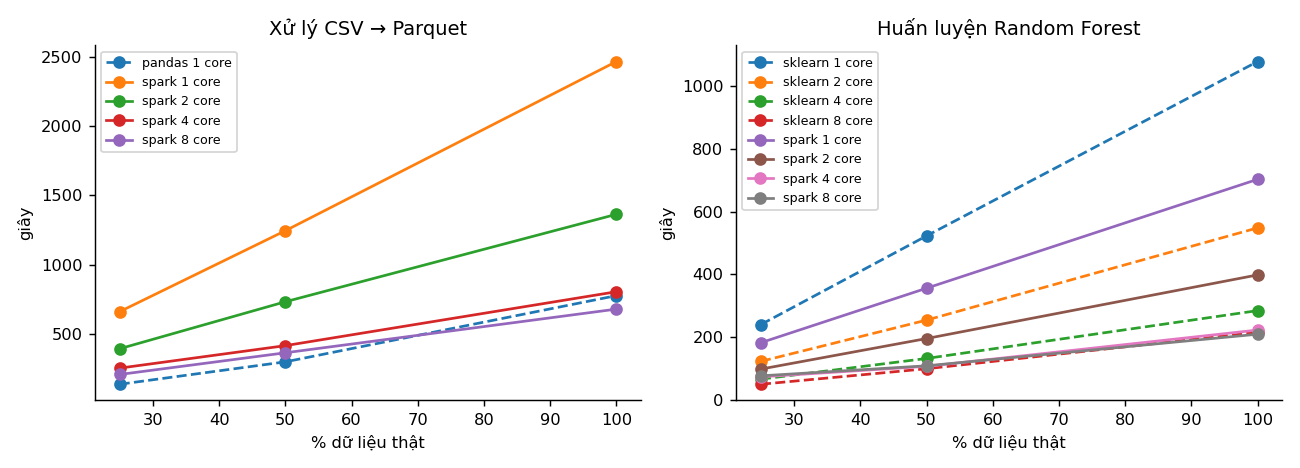 Xử lý CSV → Parquet
2500
2000
1500
1000
500
giây
pandas 1 core
spark 1 core
spark 2 core
spark 4 core
spark 8 core
30 40 50 60 70 80 90 100
% dữ liệu thật
Huấn luyện Random Forest
1000
800
600
400
200
0
giây
sklearn 1 core
sklearn 2 core
sklearn 4 core
sklearn 8 core
spark 1 core
spark 2 core
spark 4 core
spark 8 core
30 40 50 60 70 80 90 100
% dữ liệu thật